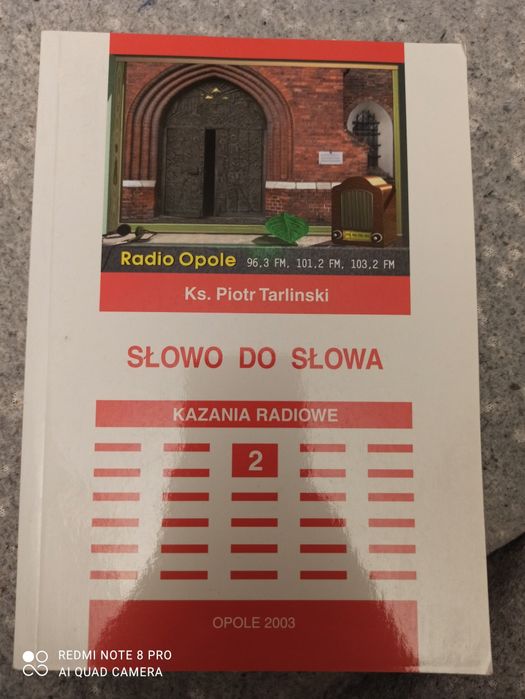 Radio Opole 96,3 FM, 101,2 FM, 103,2 FM
Ks. Piotr Tarlinski
SŁOWO DO SŁOWA
KAZANIA RADIOWE
2
OPOLE 2003
REDMI NOTE 8 PRO
AI QUAD CAMERA